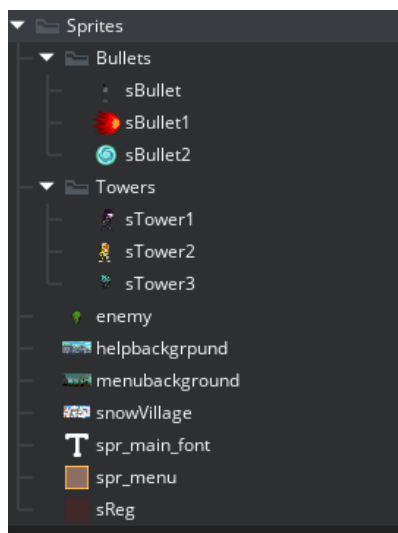 Sprites
Bullets
sBullet
sBullet1
sBullet2
Towers
sTower1
sTower2
sTower3
enemy
helpbackgrpund
menubackground
snowVillage
T spr_main_font
spr_menu
sReg